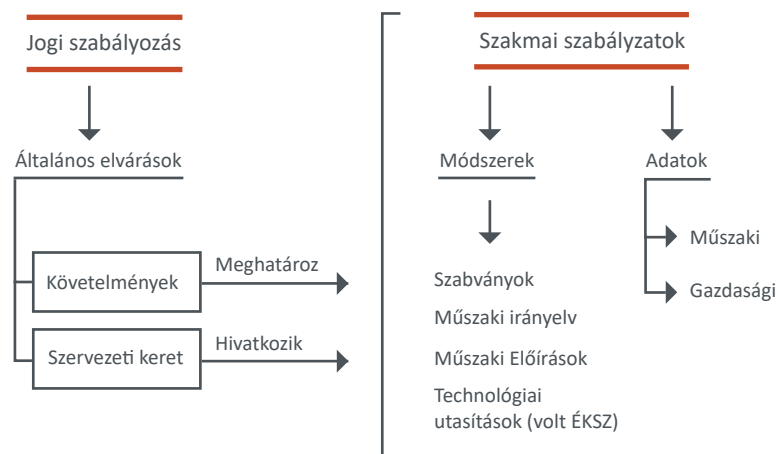 Jogi szabályozás
Általános elvárások
Követelmények
Meghatároz
Szervezeti keret
Hivatkozik
Szakmai szabályzatok
Módszerek
Szabványok
Műszaki irányelv
Műszaki Előírások
Technológiai
utasítások (volt ÉKSZ)
Adatok
Műszaki
Gazdasági